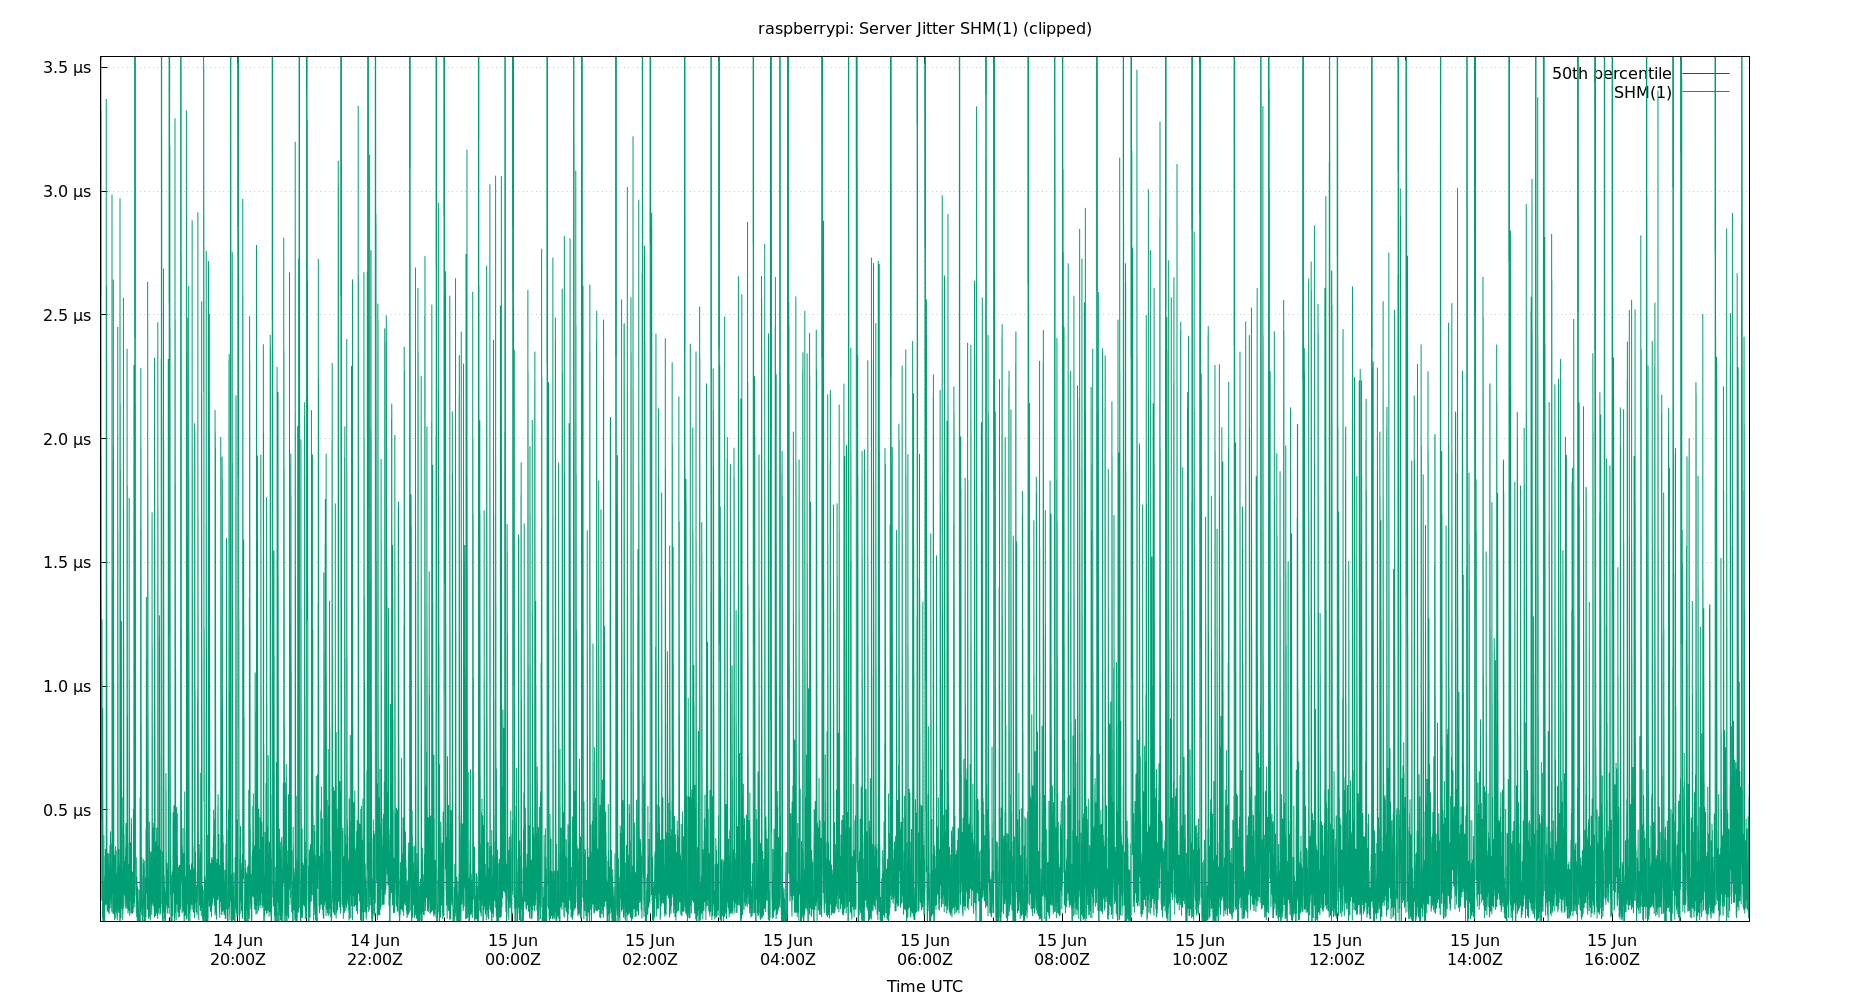 raspberrypi: Server Jitter SHM(1) (clipped)
3.5 µs
3.0 µs
2.5 µs
2.0 µs
1.5 µs
1.0 µs
0.5 µs
50th percentile
SHM(1)
14 Jun 14 Jun 15 Jun 15 Jun 15 Jun 15 Jun 15 Jun 15 Jun 15 Jun 15 Jun 15 Jun
20:00Z 22:00Z 00:00Z 02:00Z 04:00Z 06:00Z 08:00Z 10:00Z 12:00Z 14:00Z 16:00Z
Time UTC